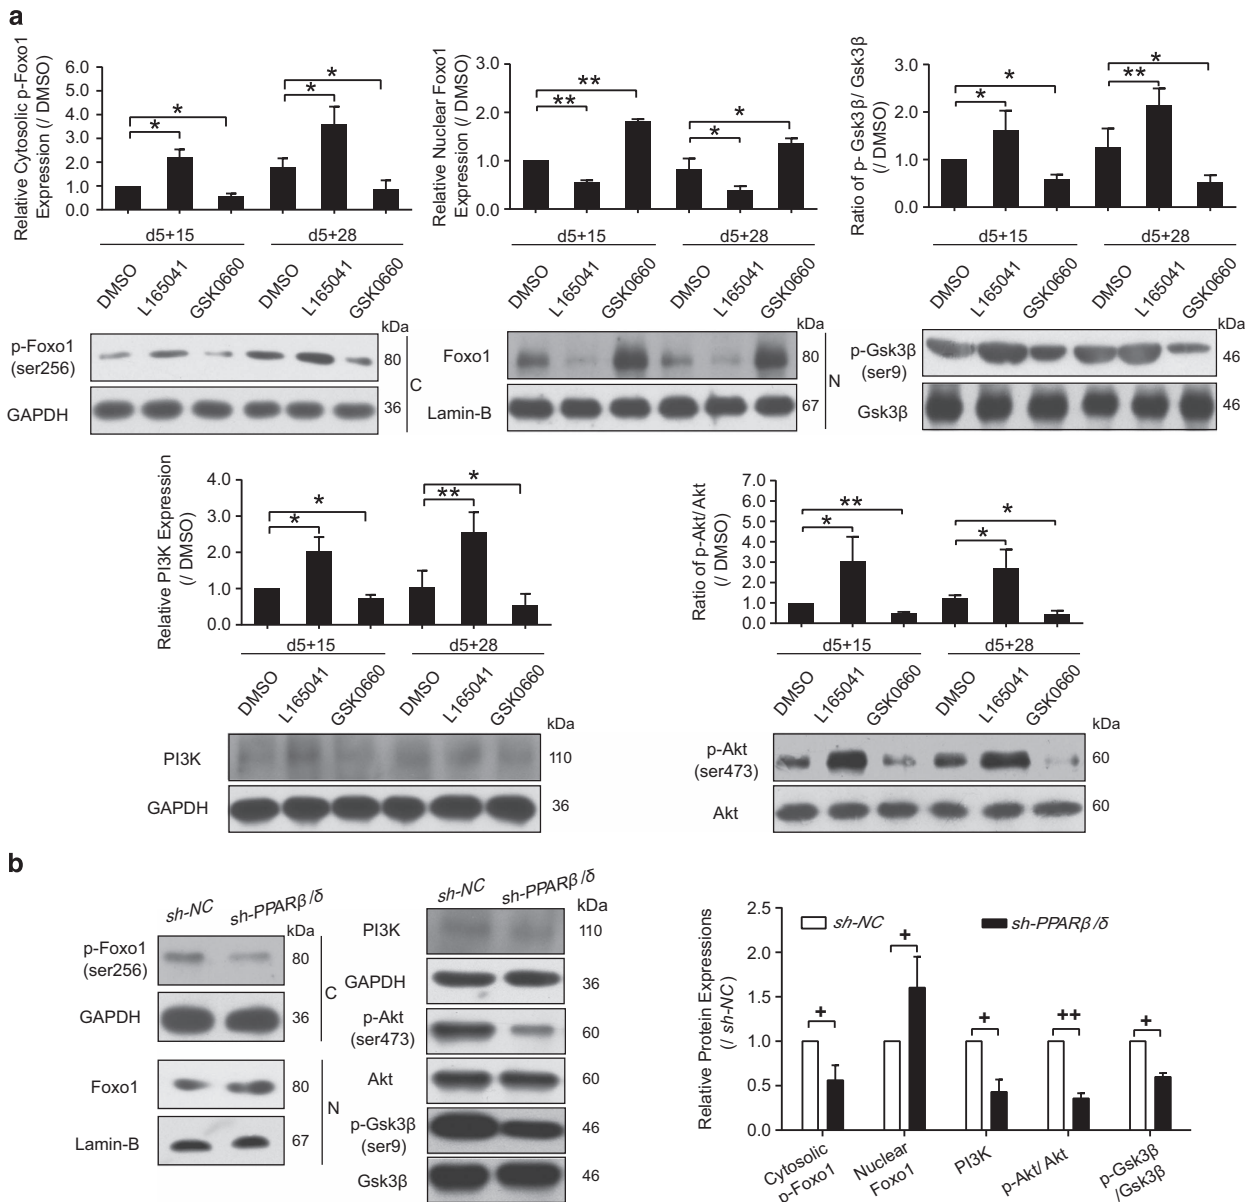 a
Relative Cytosolic p-Foxo1
Expression (/ DMSO)
6.0
5.0
4.0
3.0
2.0
1.0
0.0
*
*
*
*
d5+15
d5+28
DMSO
L165041
GSK0660
DMSO
L165041
GSK0660
kDa
p-Foxo1
(ser256)
80
GAPDH
36
C
Relative Nuclear Foxo1
Expression (/ DMSO)
3.0
2.0
1.0
0.0
**
**
*
*
d5+15
d5+28
DMSO
L165041
GSK0660
DMSO
L165041
GSK0660
kDa
Foxo1
80
Lamin-B
67
N
Ratio of p- Gsk3β/ Gsk3β
(/ DMSO)
3.0
2.0
1.0
0.0
*
*
*
**
d5+15
d5+28
DMSO
L165041
GSK0660
DMSO
L165041
GSK0660
kDa
p-Gsk3β
(ser9)
46
Gsk3β
46
Relative PI3K Expression
(/ DMSO)
4.0
3.0
2.0
1.0
0.0
*
*
*
**
d5+15
d5+28
DMSO
L165041
GSK0660
DMSO
L165041
GSK0660
kDa
PI3K
110
GAPDH
36
Ratio of p-Akt/ Akt
(/ DMSO)
7.0
6.0
5.0
4.0
3.0
2.0
1.0
0.0
**
*
*
*
d5+15
d5+28
DMSO
L165041
GSK0660
DMSO
L165041
GSK0660
kDa
p-Akt
(ser473)
60
Akt
60
b
sh-NC
sh-PPARβ/δ
kDa
p-Foxo1
(ser256)
80
GAPDH
36
C
Foxo1
80
Lamin-B
67
N
sh-NC
sh-PPARβ/δ
kDa
PI3K
110
GAPDH
36
p-Akt
(ser473)
60
Akt
60
p-Gsk3β
(ser9)
46
Gsk3β
46
Relative Protein Expressions
(/ sh-NC)
2.5
2.0
1.5
1.0
0.5
0.0
sh-NC
sh-PPARβ/δ
+
+
+
++
+
Cytosolic
p-Foxo1
Nuclear
Foxo1
PI3K
p-Akt/ Akt
p-Gsk3β
/Gsk3β